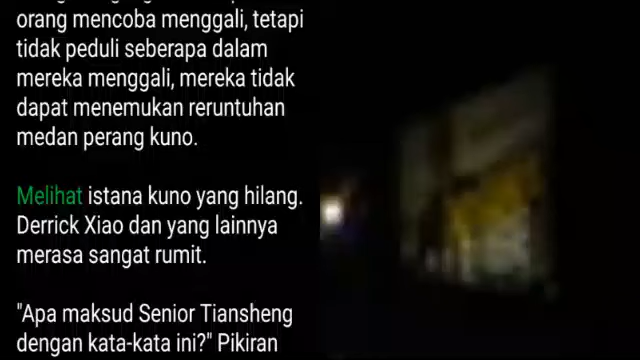 orang mencoba menggali, tetapi
tidak peduli seberapa dalam
mereka menggali, mereka tidak
dapat menemukan reruntuhan
medan perang kuno.
Melihat istana kuno yang hilang.
Derrick Xiao dan yang lainnya
merasa sangat rumit.
"Apa maksud Senior Tiansheng
dengan kata-kata ini?" Pikiran